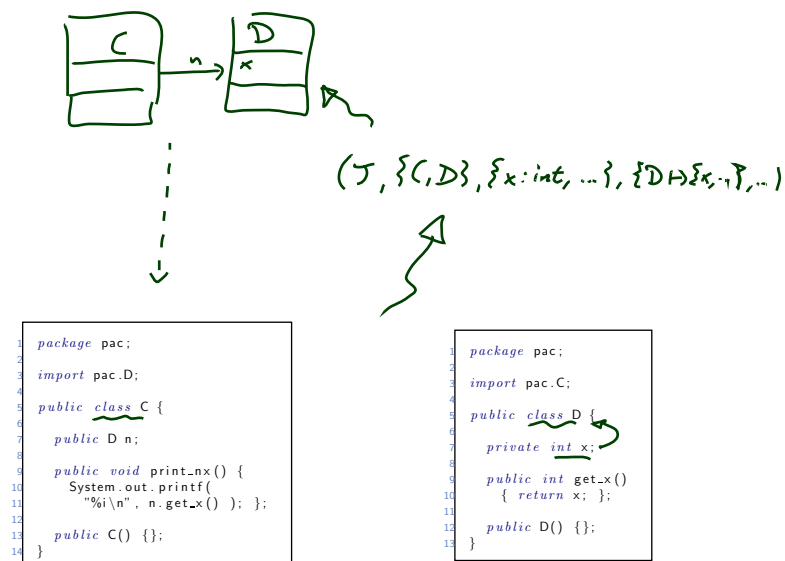 C
n
D
x
(J, {C,D}, {x:int, ...}, {D↦{x,..}, ...)
1 package pac;
2
3 import pac.D;
4
5 public class C {
6
7 public D n;
8
9 public void print_nx() {
10 System.out.printf(
11 "%i\n", n.get_x() ); };
12
13 public C() {};
14 }
1 package pac;
2
3 import pac.C;
4
5 public class D {
6
7 private int x;
8
9 public int get_x()
10 { return x; };
11
12 public D() {};
13 }